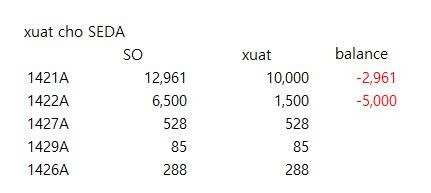 xuat cho SEDA
SO xuat balance
1421A 12,961 10,000 -2,961
1422A 6,500 1,500 -5,000
1427A 528 528
1429A 85 85
1426A 288 288